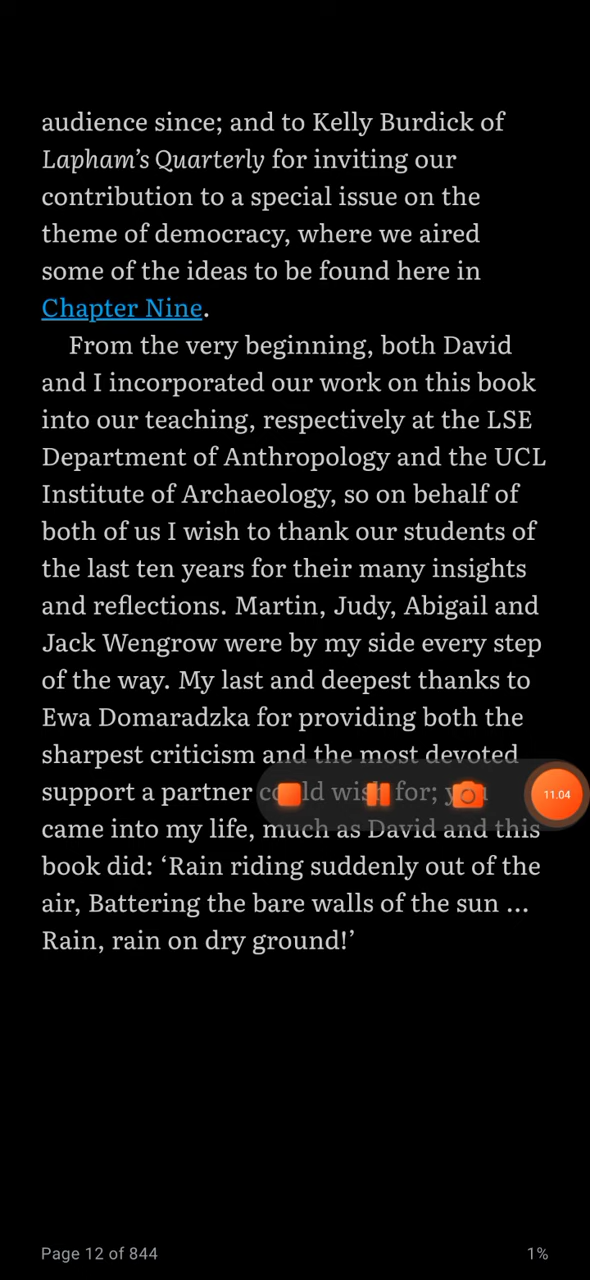 audience since; and to Kelly Burdick of
Lapham's Quarterly for inviting our
contribution to a special issue on the
theme of democracy, where we aired
some of the ideas to be found here in
Chapter Nine.
From the very beginning, both David
and I incorporated our work on this book
into our teaching, respectively at the LSE
Department of Anthropology and the UCL
Institute of Archaeology, so on behalf of
both of us I wish to thank our students of
the last ten years for their many insights
and reflections. Martin, Judy, Abigail and
Jack Wengrow were by my side every step
of the way. My last and deepest thanks to
Ewa Domaradzka for providing both the
sharpest criticism and the most devoted
support a partner could wish for; you
11.04
came into my life, much as David and this
book did: ‘Rain riding suddenly out of the
air, Battering the bare walls of the sun …
Rain, rain on dry ground!’
Page 12 of 844
1%